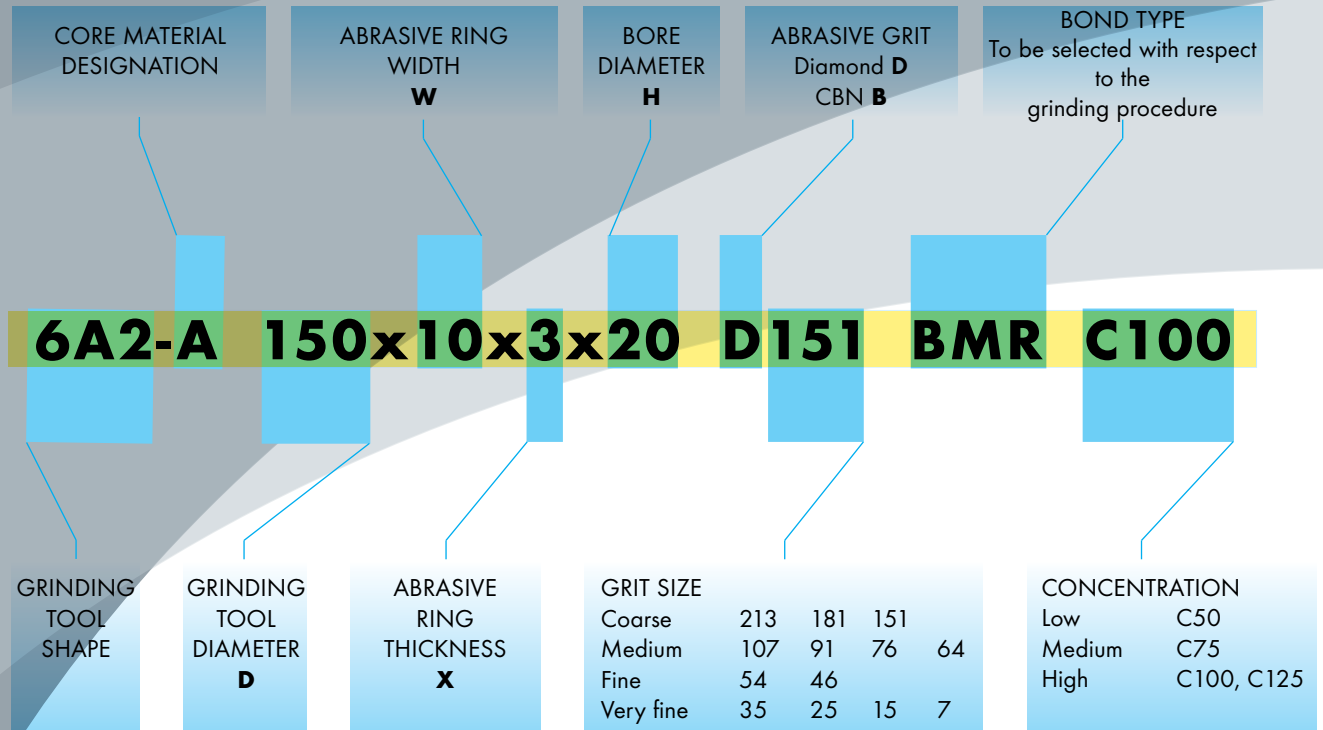 CORE MATERIAL
DESIGNATION
ABRASIVE RING
WIDTH
W
BORE
DIAMETER
H
ABRASIVE GRIT
Diamond D
CBN B
BOND TYPE
To be selected with respect
to the
grinding procedure
6A2-A 150x10x3x20 D151 BMR C100
GRINDING
TOOL
SHAPE
GRINDING
TOOL
DIAMETER
D
ABRASIVE
RING
THICKNESS
X
GRIT SIZE
Coarse 213 181 151
Medium 107 91 76 64
Fine 54 46
Very fine 35 25 15 7
CONCENTRATION
Low C50
Medium C75
High C100, C125